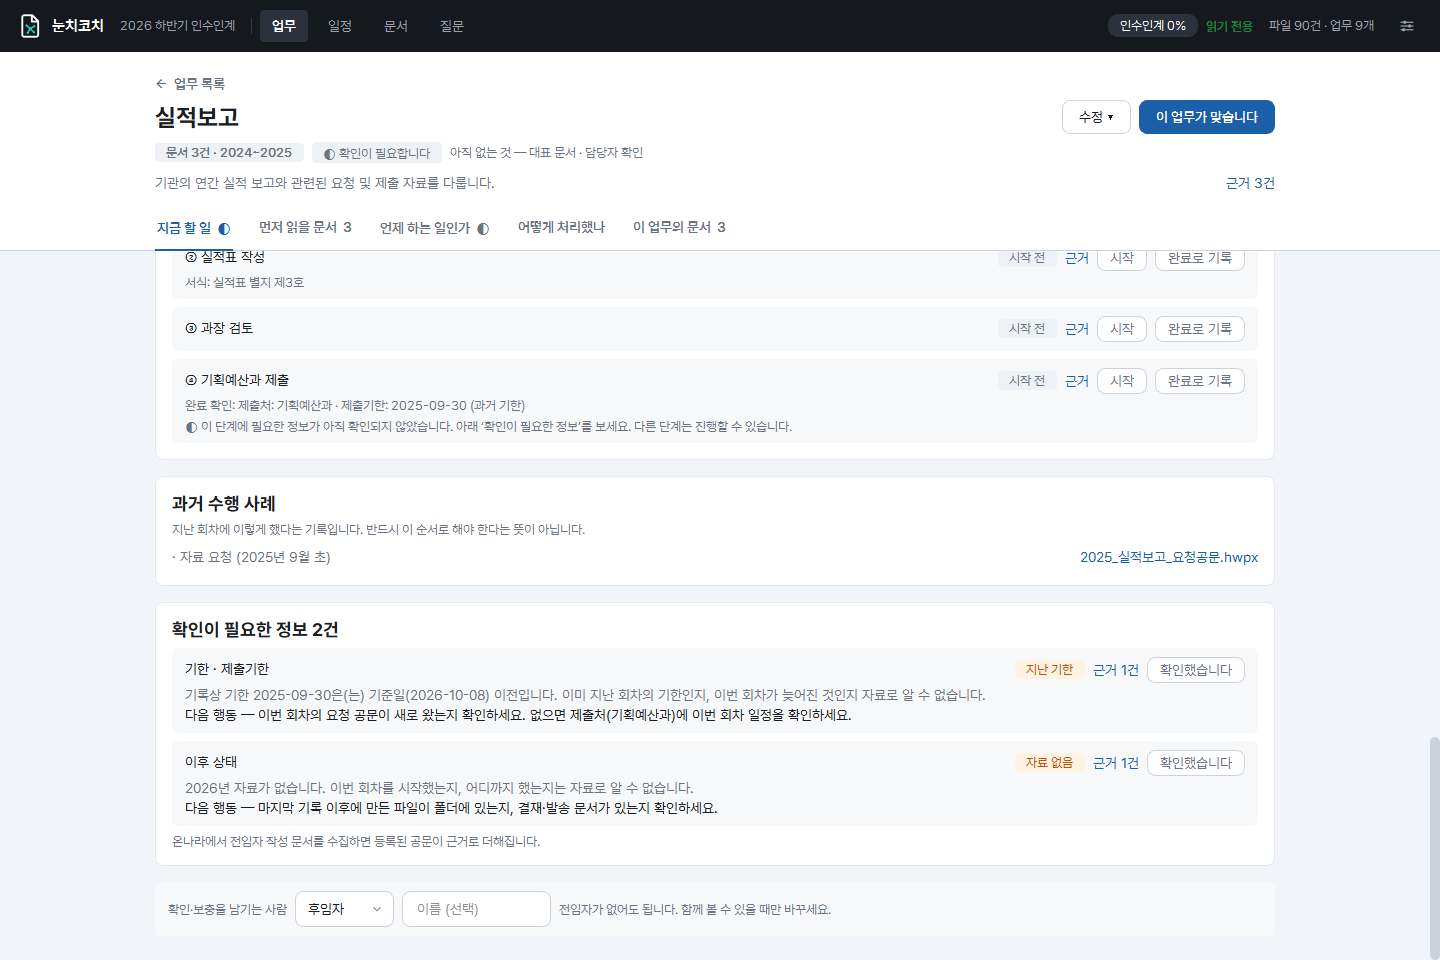 눈치코치 2026 하반기 인수인계 업무 일정 문서 질문 인수인계 0% 읽기 전용 파일 90건 · 업무 9개
← 업무 목록
실적보고 수정 ▾ 이 업무가 맞습니다
문서 3건 · 2024~2025 ◐ 확인이 필요합니다 아직 없는 것 — 대표 문서 · 담당자 확인
기관의 연간 실적 보고와 관련된 요청 및 제출 자료를 다룹니다. 근거 3건
지금 할 일 ◐ 먼저 읽을 문서 3 언제 하는 일인가 ◐ 어떻게 처리했나 이 업무의 문서 3
② 실적표 작성 시작 전 근거 시작 완료로 기록
서식: 실적표 별지 제3호
③ 과장 검토 시작 전 근거 시작 완료로 기록
④ 기획예산과 제출 시작 전 근거 시작 완료로 기록
완료 확인: 제출처: 기획예산과 · 제출기한: 2025-09-30 (과거 기한)
◐ 이 단계에 필요한 정보가 아직 확인되지 않았습니다. 아래 ‘확인이 필요한 정보’를 보세요. 다른 단계는 진행할 수 있습니다.
과거 수행 사례
지난 회차에 이렇게 했다는 기록입니다. 반드시 이 순서로 해야 한다는 뜻이 아닙니다.
· 자료 요청 (2025년 9월 초) 2025_실적보고_요청공문.hwpx
확인이 필요한 정보 2건
기한 · 제출기한 지난 기한 근거 1건 확인했습니다
기록상 기한 2025-09-30은(는) 기준일(2026-10-08) 이전입니다. 이미 지난 회차의 기한인지, 이번 회차가 늦어진 것인지 자료로 알 수 없습니다.
다음 행동 — 이번 회차의 요청 공문이 새로 왔는지 확인하세요. 없으면 제출처(기획예산과)에 이번 회차 일정을 확인하세요.
이후 상태 자료 없음 근거 1건 확인했습니다
2026년 자료가 없습니다. 이번 회차를 시작했는지, 어디까지 했는지는 자료로 알 수 없습니다.
다음 행동 — 마지막 기록 이후에 만든 파일이 폴더에 있는지, 결재·발송 문서가 있는지 확인하세요.
온나라에서 전임자 작성 문서를 수집하면 등록된 공문이 근거로 더해집니다.
확인·보충을 남기는 사람 후임자 이름 (선택) 전임자가 없어도 됩니다. 함께 볼 수 있을 때만 바꾸세요.